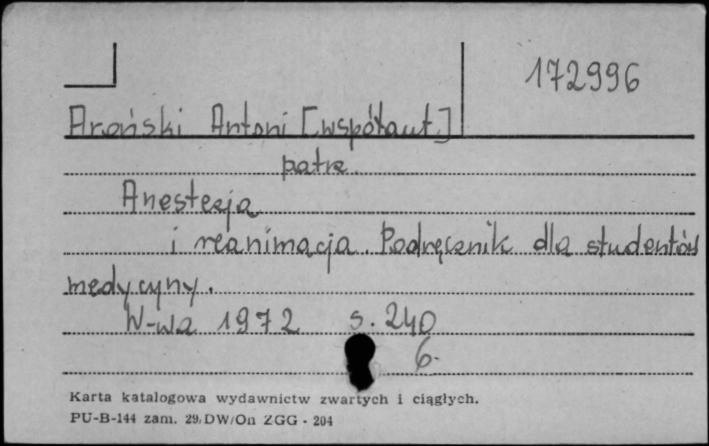 172996
Aroński Antoni [współaut.]
patrz
Anestezja
i reanimacja. Podręcznik dla studentów
medycyny.
W-wa 1972 s. 240
6.
Karta katalogowa wydawnictw zwartych i ciągłych.
PU-B-144 zam. 29/DW/On ZGG - 204